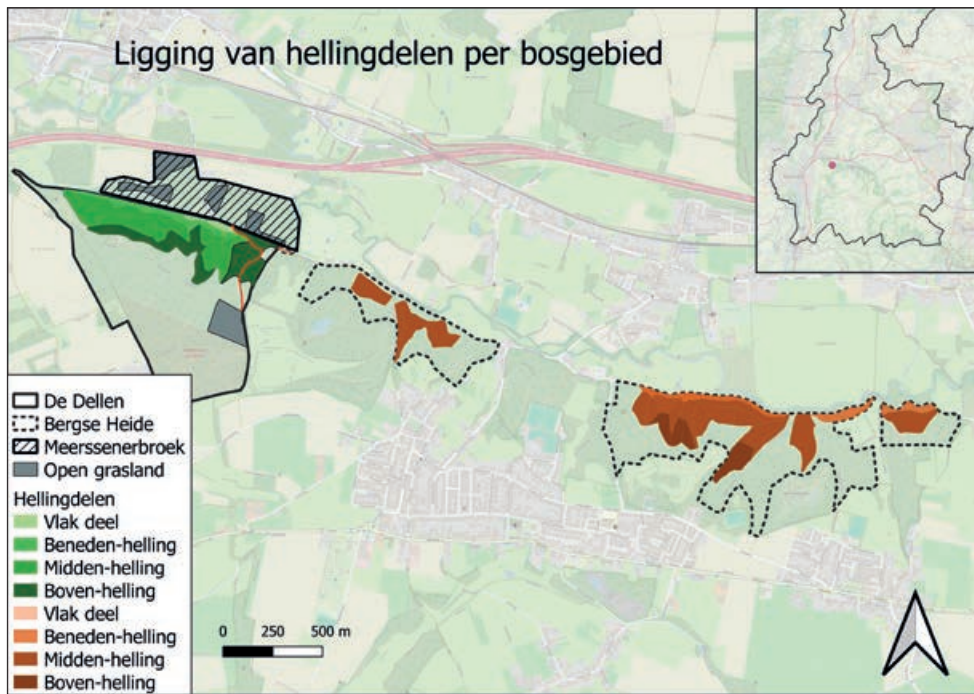 Ligging van hellingdelen per bosgebied
De Dellen
Bergse Heide
Meerssenerbroek
Open grasland
Hellingdelen
Vlak deel
Beneden-helling
Midden-helling
Boven-helling
Vlak deel
Beneden-helling
Midden-helling
Boven-helling
0 250 500 m